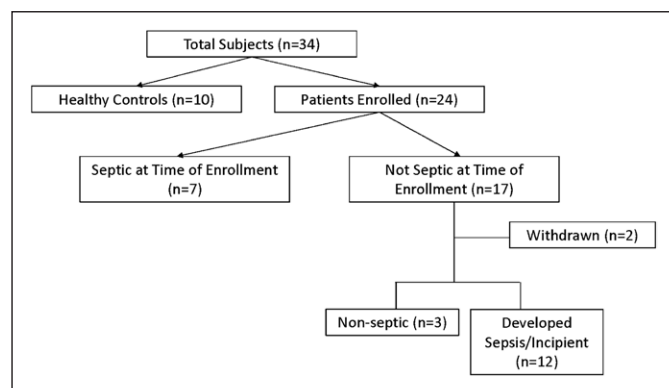 Total Subjects (n=34)
Healthy Controls (n=10)
Patients Enrolled (n=24)
Septic at Time of Enrollment
(n=7)
Not Septic at Time of
Enrollment (n=17)
Withdrawn (n=2)
Non-septic (n=3)
Developed
Sepsis/Incipient
(n=12)